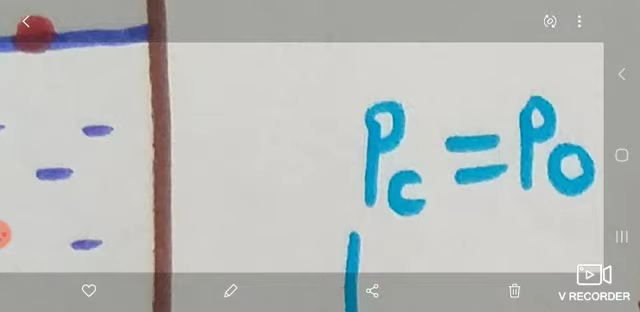 Pc = Po
V RECORDER